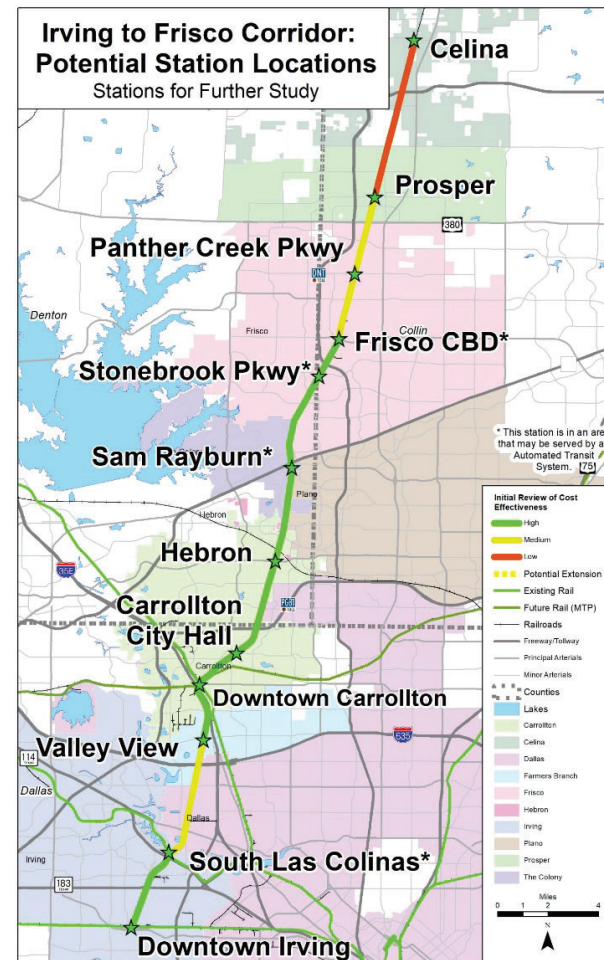 Irving to Frisco Corridor:
Potential Station Locations
Stations for Further Study
Celina
Prosper
380
Panther Creek Pkwy
DNT
Denton
Frisco
Collin
Frisco CBD*
Stonebrook Pkwy*
* This station is in an are
that may be served by a
Automated Transit
System.
75
Sam Rayburn*
Plano
Hebron
Hebron
35E
Carrollton
City Hall
PGBT
Carrollton
Downtown Carrollton
Valley View
635
114
Dallas
Dallas
Irving
South Las Colinas*
183
Downtown Irving
Initial Review of Cost
Effectiveness
High
Medium
Low
Potential Extension
Existing Rail
Future Rail (MTP)
Railroads
Freeway/Tollway
Principal Arterials
Minor Arterials
Counties
Lakes
Carrollton
Celina
Dallas
Farmers Branch
Frisco
Hebron
Irving
Plano
Prosper
The Colony
Miles
0 1 2 4
N